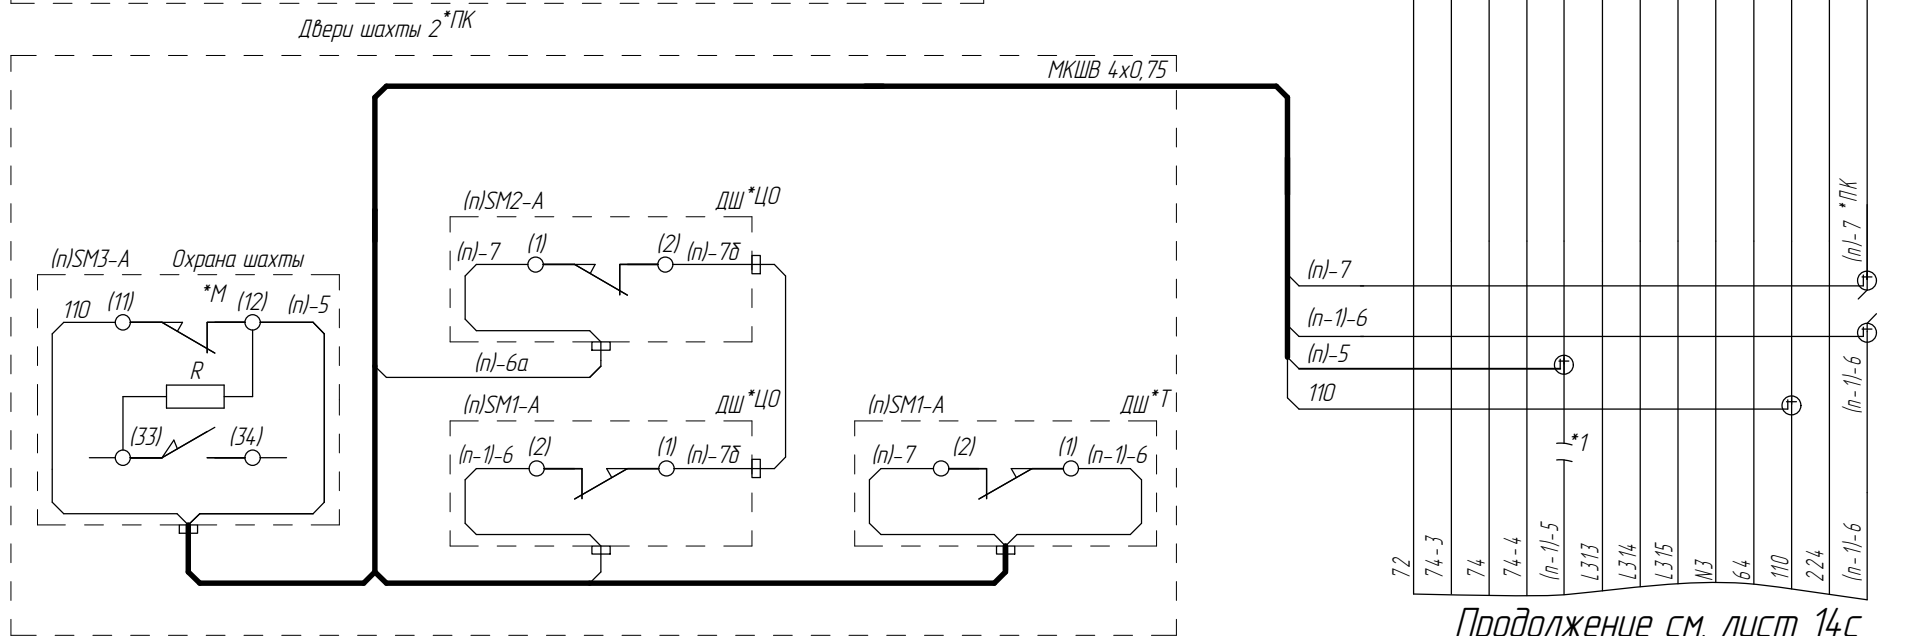 Двери шахты 2*ПК
МКШВ 4х0,75
(п)SM2-А ДШ*ЦО
(п)-7 (1) (2) (п)-7б
(п)-6а
(п)SM3-А Охрана шахты
*М
110 (11) (12) (п)-5
R
(33) (34)
(п)SM1-А ДШ*ЦО
(п-1)-6 (2) (1) (п)-7б
(п)SM1-А ДШ*Т
(п)-7 (2) (1) (п-1)-6
(п)-7
(п-1)-6
(п)-5
110
(п)-7 *ПК
(п-1)-6
*1
72
74-3
74
74-4
(п-1)-5
L313
L314
L315
N3
64
110
224
(п-1)-6
Продолжение см. лист 14с